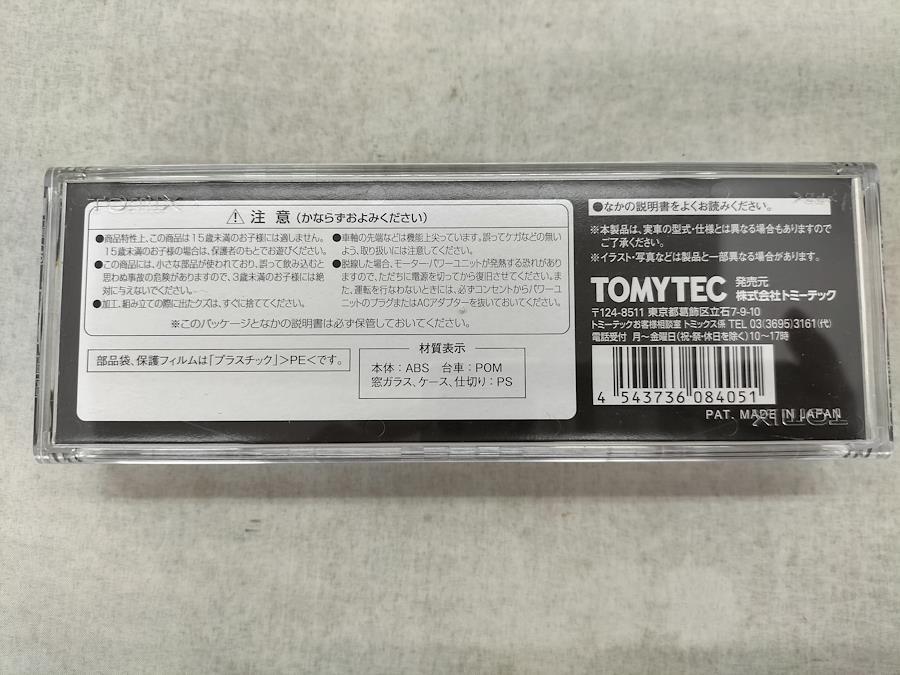 TOMIX
⚠ 注意 (かならずおよみください)
●商品特性上、この商品は15歳未満のお子様には適しません。
15歳未満のお子様の場合は、保護者のもとでお遊びください。
●この商品には、小さな部品が使われており、誤って飲み込むと
思わぬ事故の危険がありますので、3歳未満のお子様には絶
対に与えないでください。
●加工、組み立ての際に出たクズは、すぐに捨ててください。
●車軸の先端などは機能上尖っています。誤ってケガなどの無い
よう、取り扱いには注意してください。
●脱線した場合、モーターパワーユニットが発熱する恐れがあり
ますので、ただちに電源を切ってから復旧させてください。ま
た、運転を行わないときには、必ずコンセントからパワーユニ
ットのプラグまたはACアダプターを抜いておいてください。
※このパッケージとなかの説明書は必ず保管しておいてください。
部品袋、保護フィルムは「プラスチック」>PE<です。
材質表示
本体:ABS 台車:POM
窓ガラス、ケース、仕切り:PS
●なかの説明書をよくお読みください。
※本製品は、実車の型式・仕様とは異なる場合もありますので
ご了承ください。
※イラスト・写真などは製品と一部異なる場合があります。
TOMYTEC 発売元
株式会社トミーテック
〒124-8511 東京都葛飾区立石7-9-10
トミーテックお客様相談室 トミックス係 TEL 03(3695)3161(代)
電話受付 月〜金曜日(祝・祭・休日を除く)10〜17時
4 543736 084051
PAT. MADE IN JAPAN
TOMIX